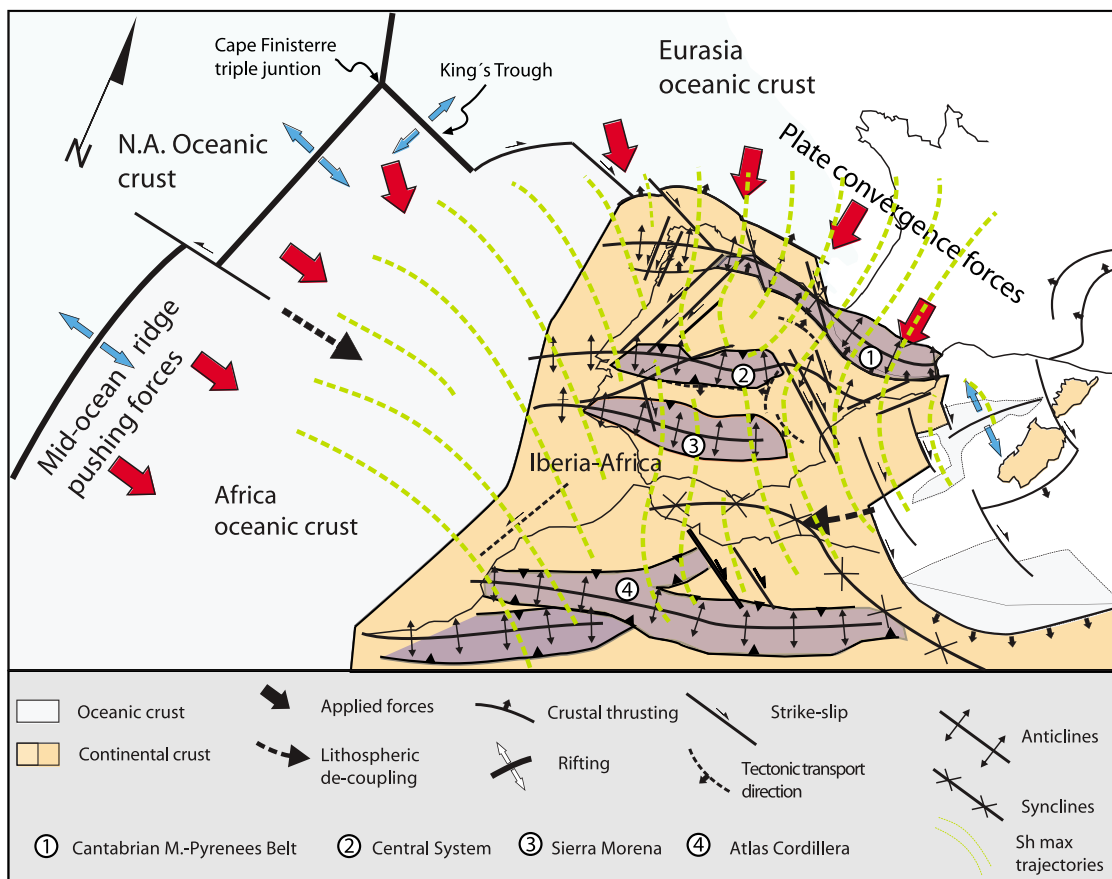 Cape Finisterre
triple juntion
King´s Trough
Eurasia
oceanic crust
N
N.A. Oceanic
crust
Plate convergence forces
Mid-ocean ridge
pushing forces
1
2
3
Iberia-Africa
Africa
oceanic crust
4
Oceanic crust
Applied forces
Crustal thrusting
Strike-slip
Anticlines
Continental crust
Lithospheric
de-coupling
Rifting
Tectonic transport
direction
Synclines
1 Cantabrian M.-Pyrenees Belt
2 Central System
3 Sierra Morena
4 Atlas Cordillera
Sh max
trajectories